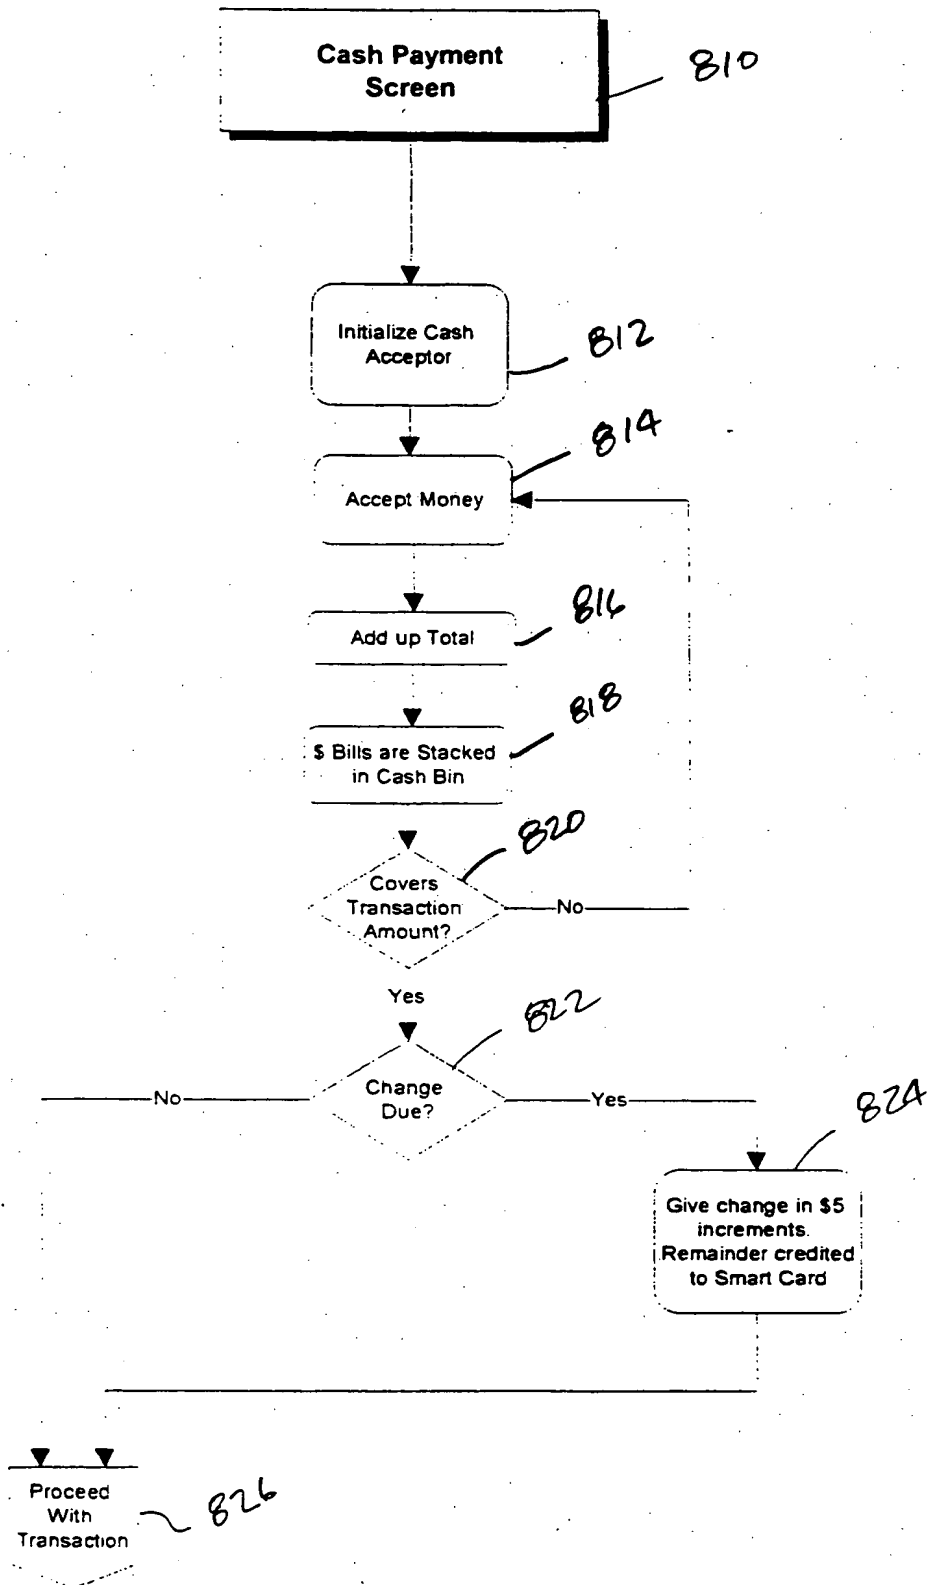 Cash Payment
Screen
810
Initialize Cash
Acceptor
812
814
Accept Money
816
Add up Total
818
$ Bills are Stacked
in Cash Bin
820
Covers
Transaction
Amount?
No
Yes
822
Change
Due?
No
Yes
824
Give change in $5
increments.
Remainder credited
to Smart Card
Proceed
With
Transaction
826